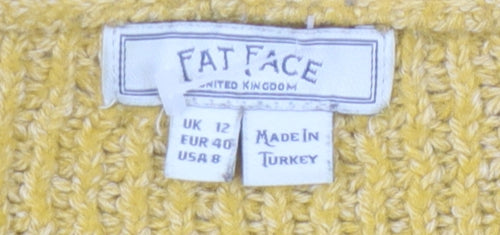 FAT FACE
UNITED KINGDOM
UK 12
EUR 40
USA 8
MADE IN
TURKEY